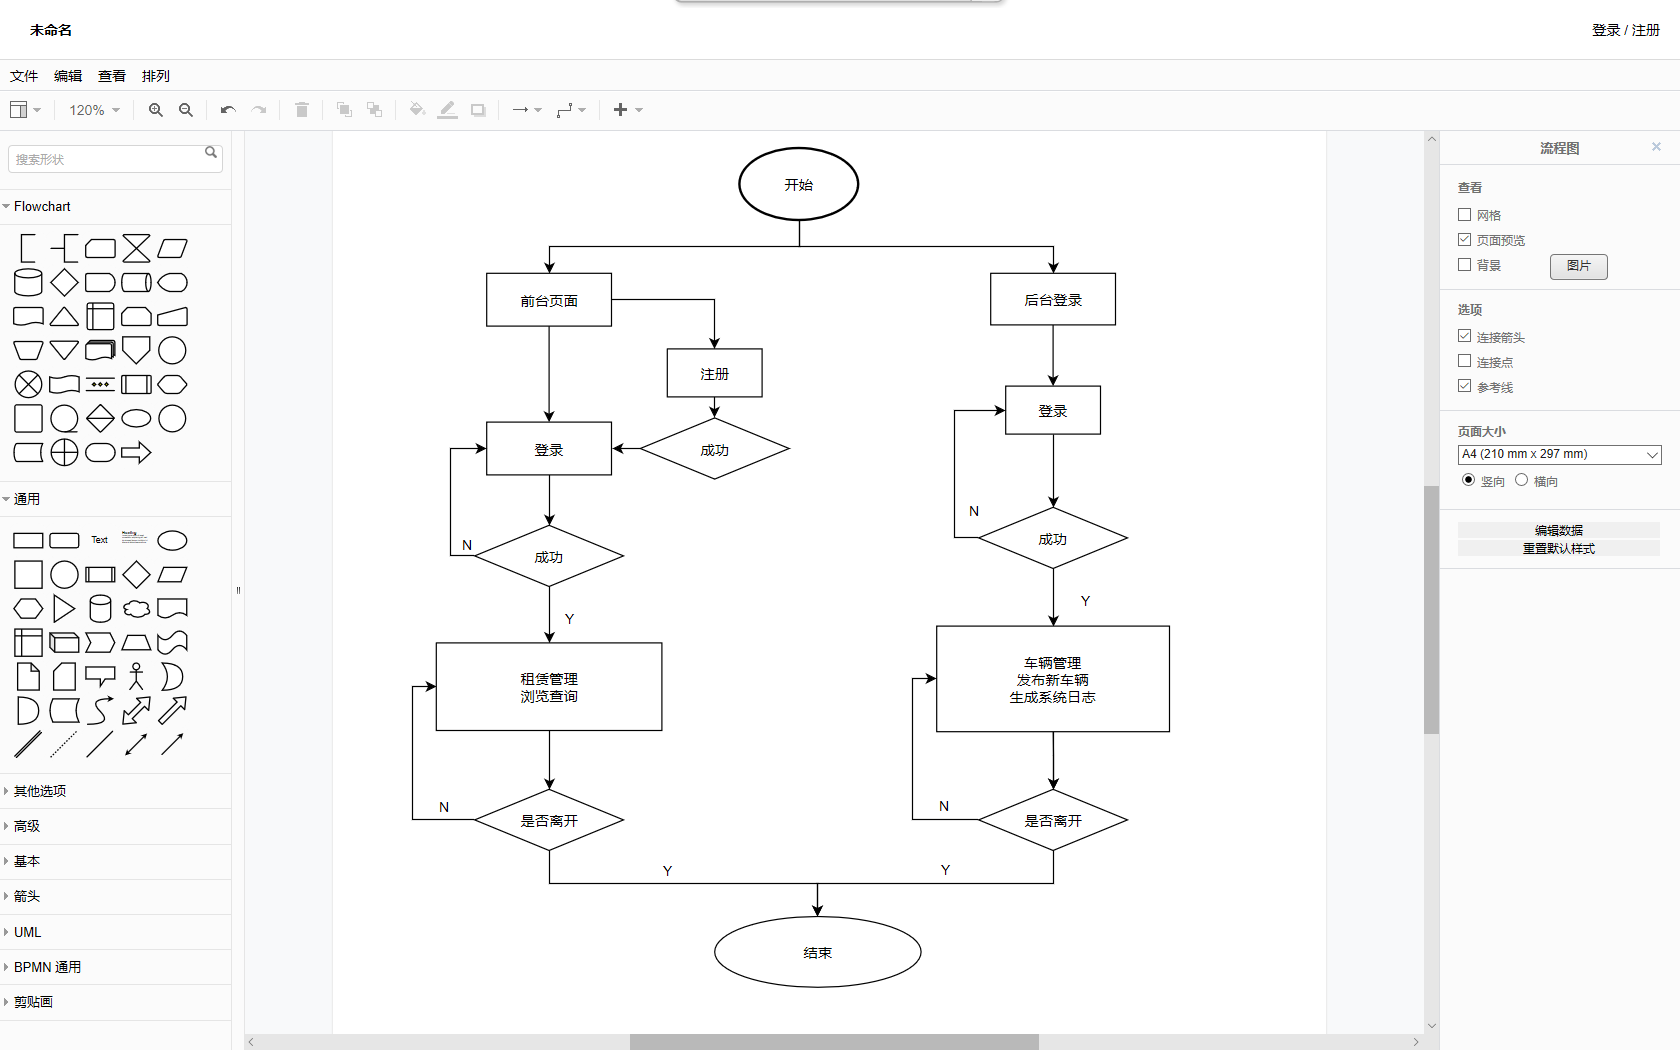 未命名
登录 / 注册
文件 编辑 查看 排列
120%
搜索形状
Flowchart
通用
Text
其他选项
高级
基本
箭头
UML
BPMN 通用
剪贴画
开始
前台页面
后台登录
注册
登录
登录
成功
N
成功
N
成功
Y
Y
租赁管理
浏览查询
车辆管理
发布新车辆
生成系统日志
N
N
是否离开
是否离开
Y
Y
结束
流程图
查看
网格
页面预览
背景
图片
选项
连接箭头
连接点
参考线
页面大小
A4 (210 mm x 297 mm)
竖向 横向
编辑数据
重置默认样式